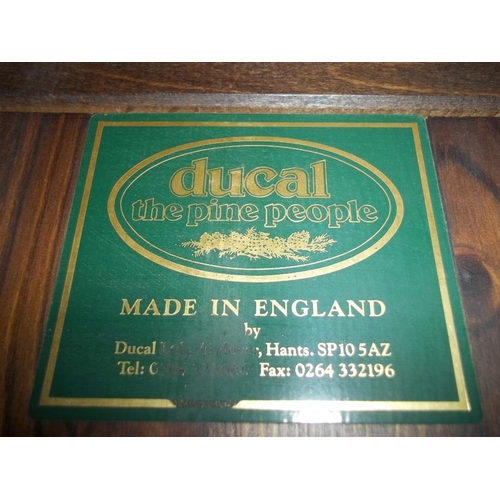 ducal
the pine people
MADE IN ENGLAND
by
Ducal Hants. SP10 5AZ
Tel: Fax: 0264 332196